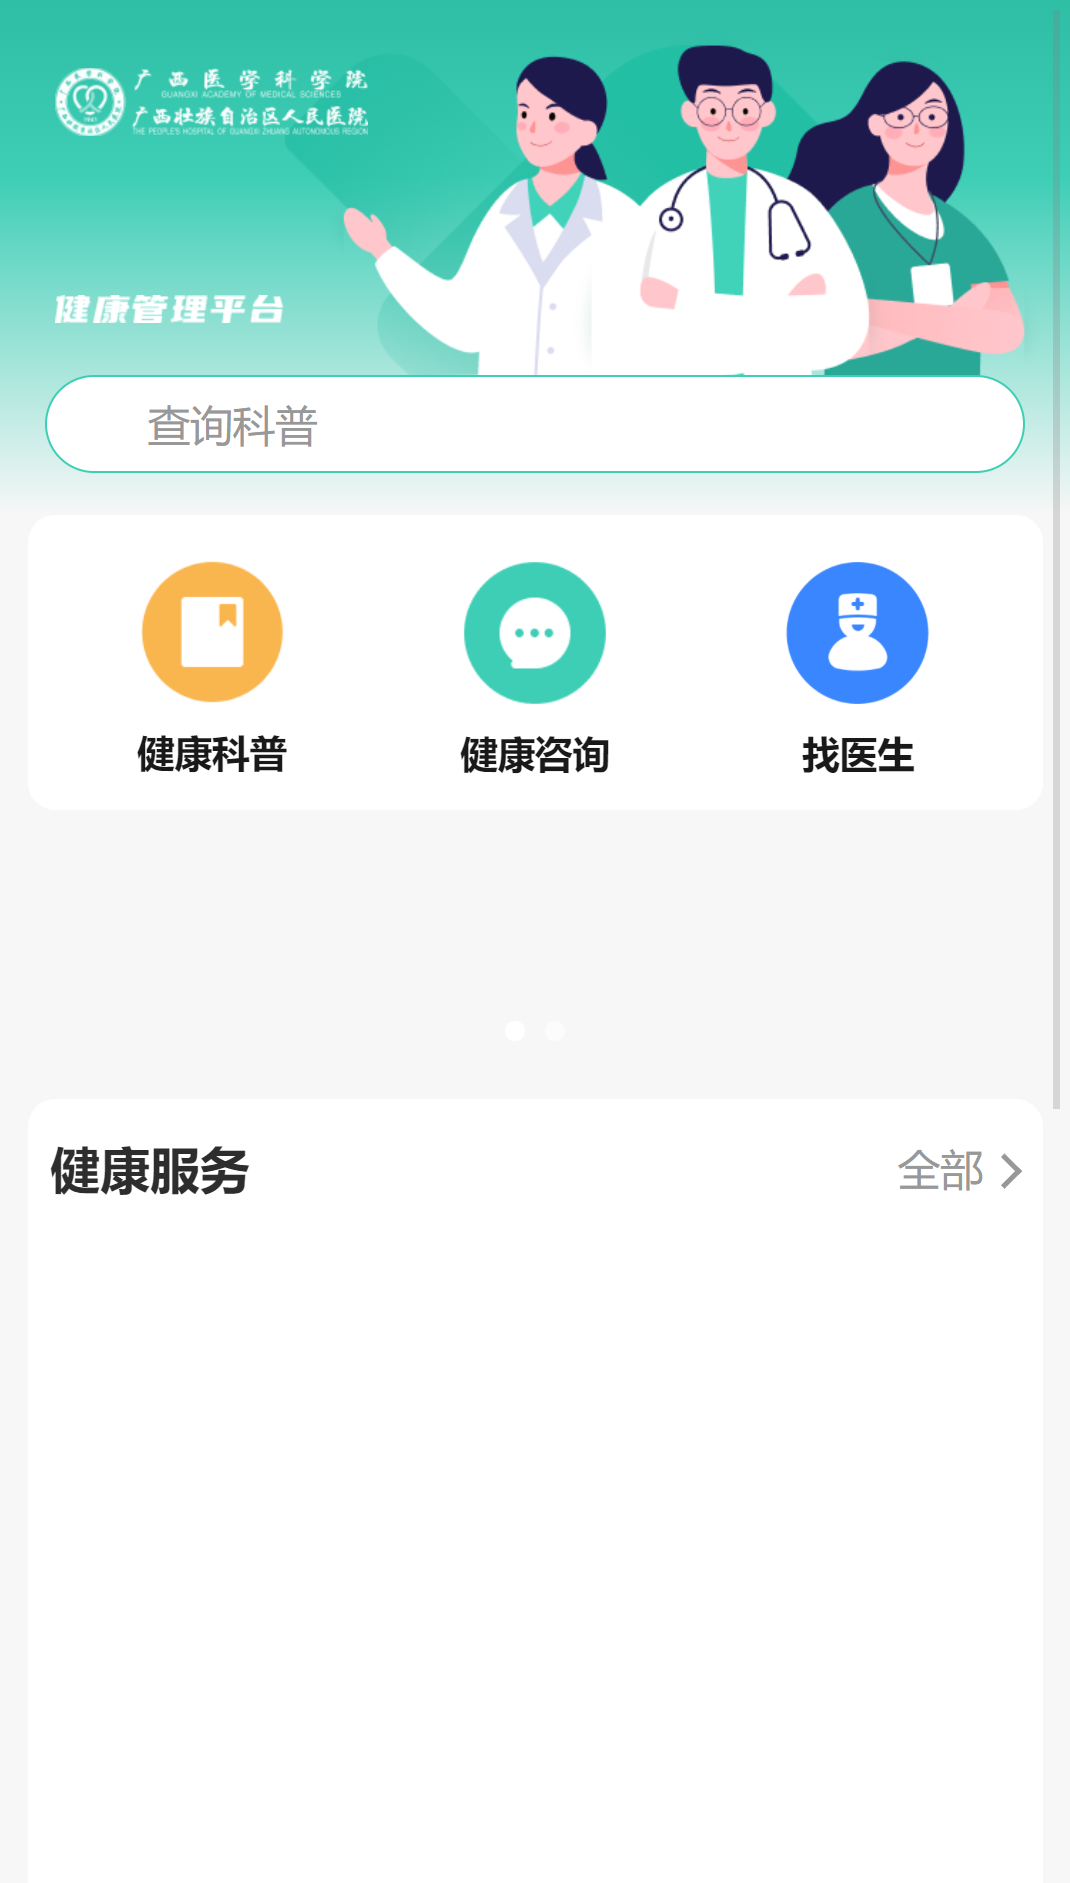 广西医学科学院
GUANGXI ACADEMY OF MEDICAL SCIENCES
广西壮族自治区人民医院
THE PEOPLE'S HOSPITAL OF GUANGXI ZHUANG AUTONOMOUS REGION
健康管理平台
查询科普
健康科普
健康咨询
找医生
健康服务
全部